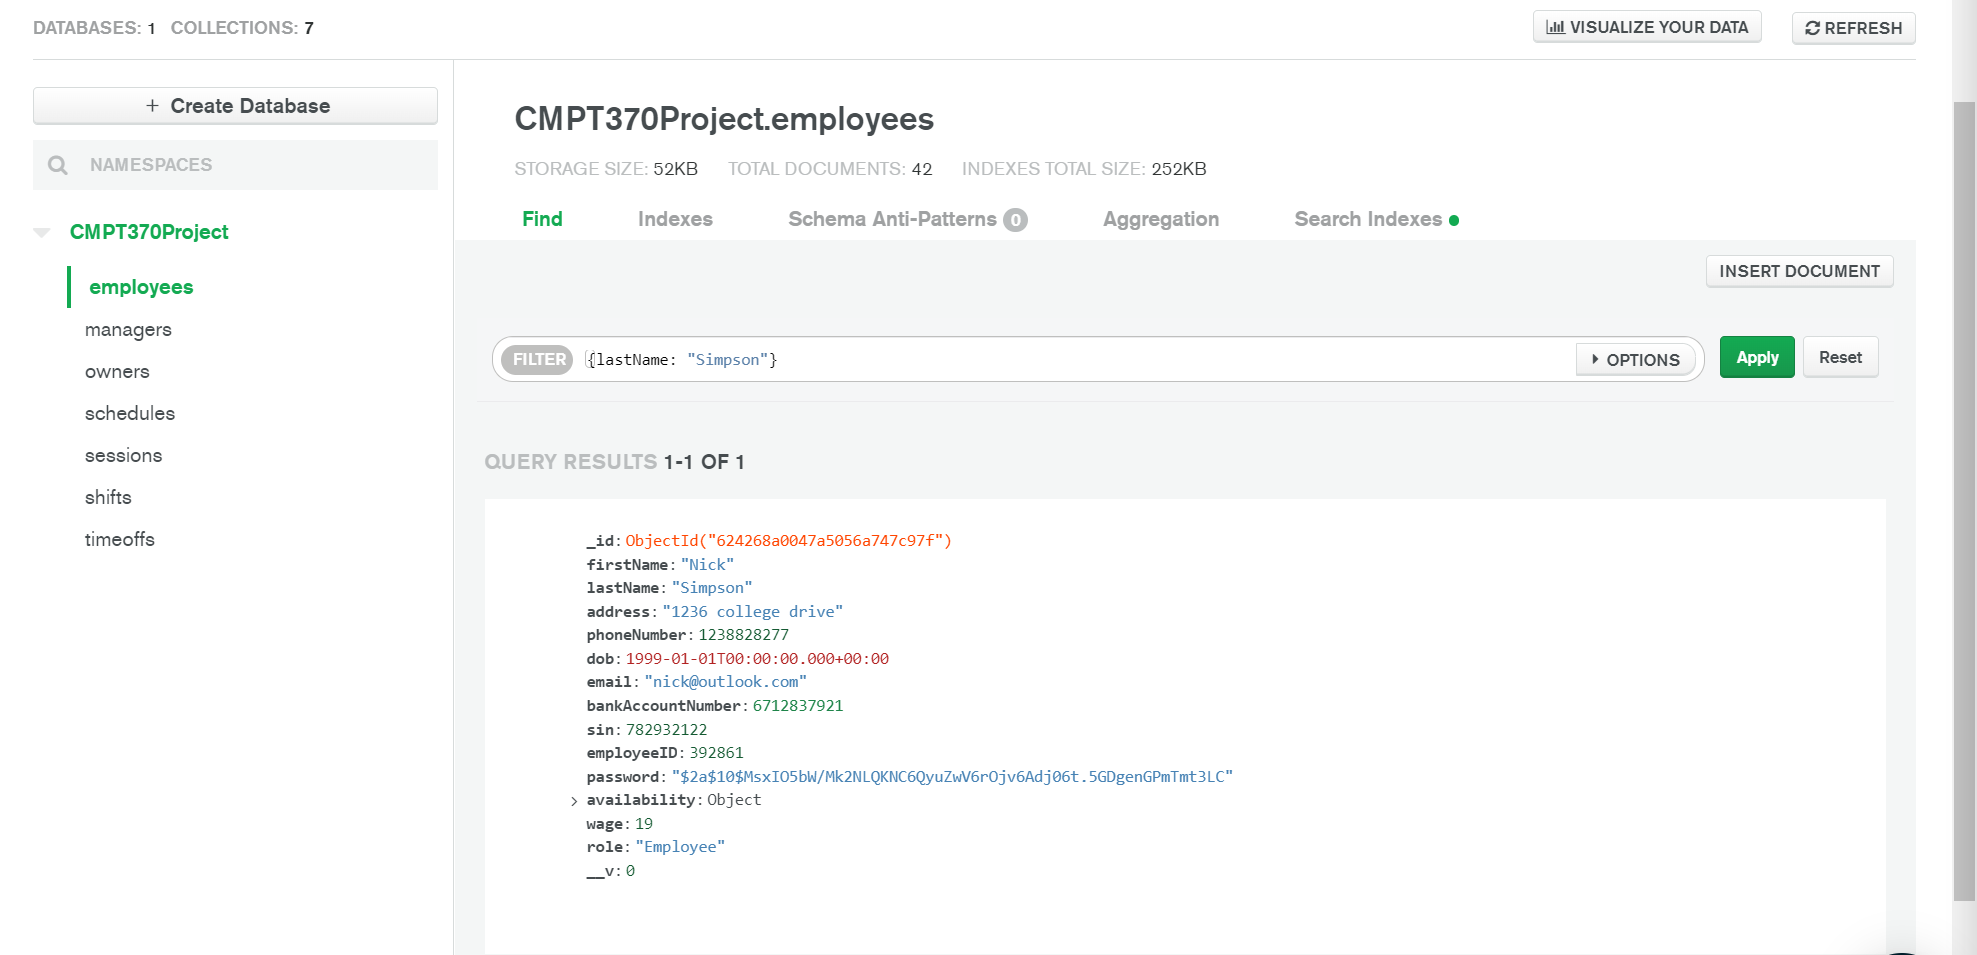 DATABASES: 1 COLLECTIONS: 7
VISUALIZE YOUR DATA
REFRESH
+ Create Database
NAMESPACES
CMPT370Project
employees
managers
owners
schedules
sessions
shifts
timeoffs
CMPT370Project.employees
STORAGE SIZE: 52KB TOTAL DOCUMENTS: 42 INDEXES TOTAL SIZE: 252KB
Find Indexes Schema Anti-Patterns 0 Aggregation Search Indexes
INSERT DOCUMENT
FILTER {lastName: "Simpson"} OPTIONS Apply Reset
QUERY RESULTS 1-1 OF 1
_id: ObjectId("624268a0047a5056a747c97f")
firstName: "Nick"
lastName: "Simpson"
address: "1236 college drive"
phoneNumber: 1238828277
dob: 1999-01-01T00:00:00.000+00:00
email: "nick@outlook.com"
bankAccountNumber: 6712837921
sin: 782932122
employeeID: 392861
password: "$2a$10$MsxIO5bW/Mk2NLQKNC6QyuZwV6rOjv6Adj06t.5GDgenGPmTmt3LC"
availability: Object
wage: 19
role: "Employee"
__v: 0